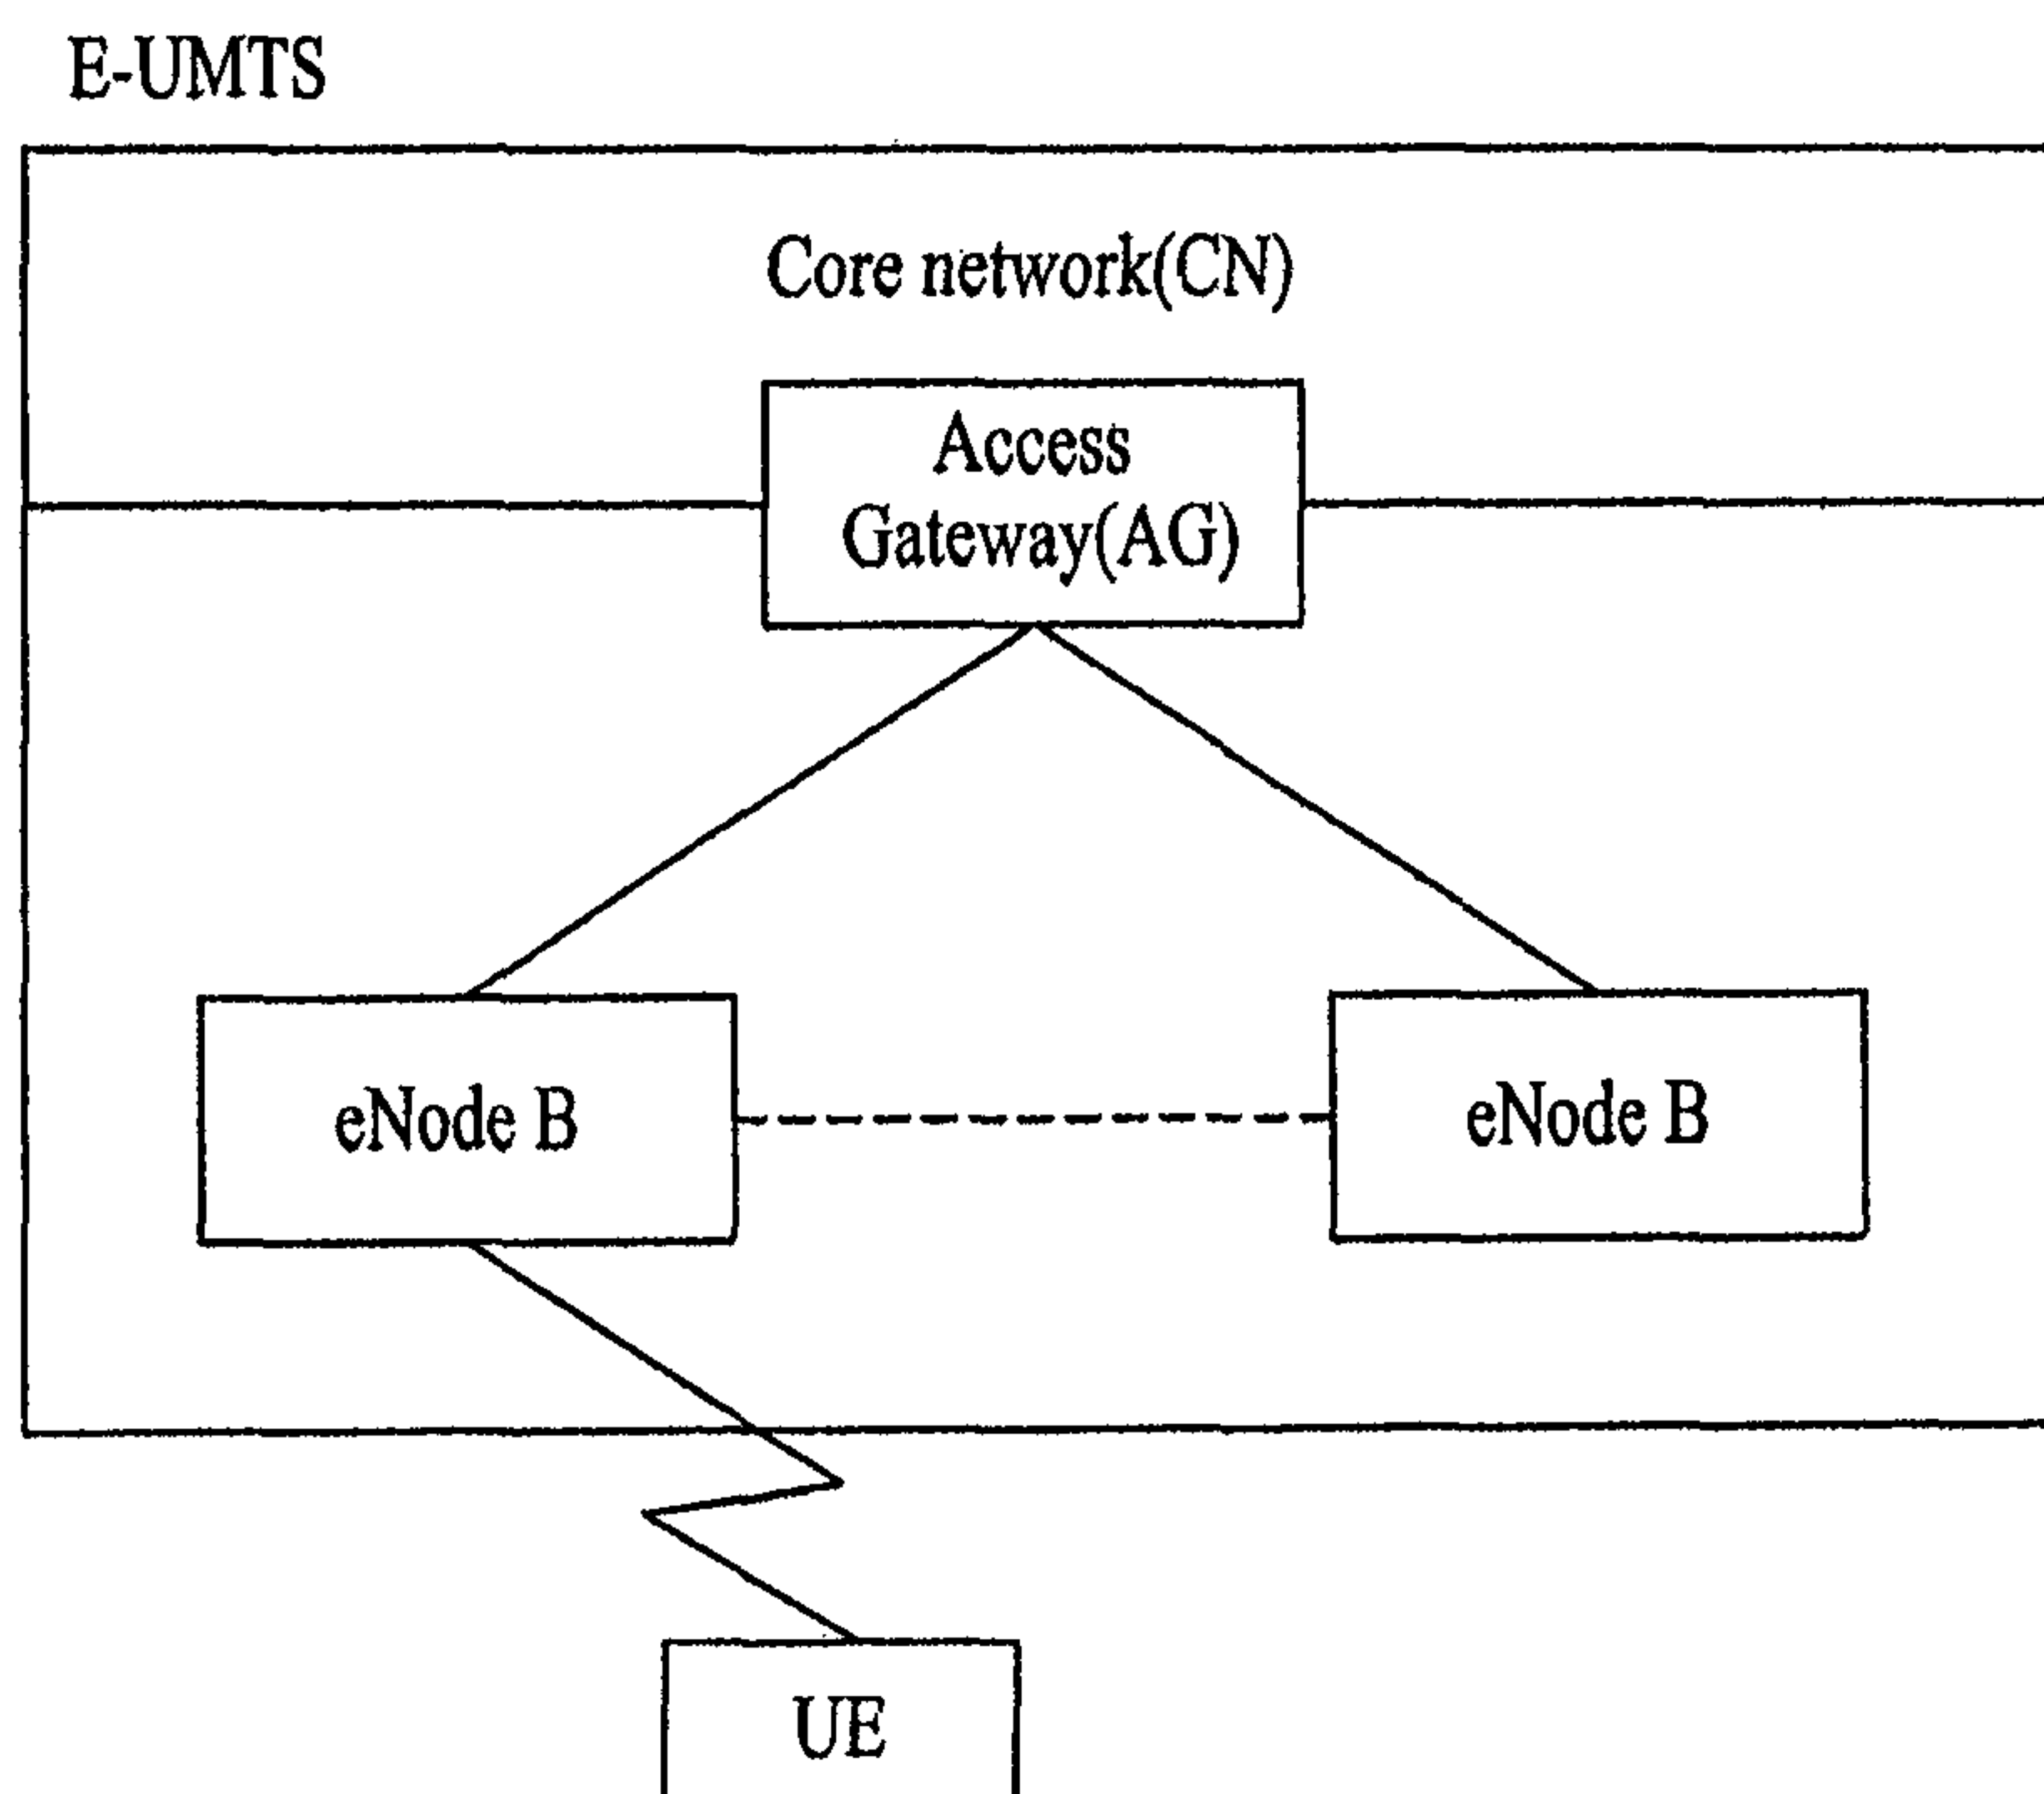 E-UMTS
Core network(CN)
Access
Gateway(AG)
eNode B
eNode B
UE